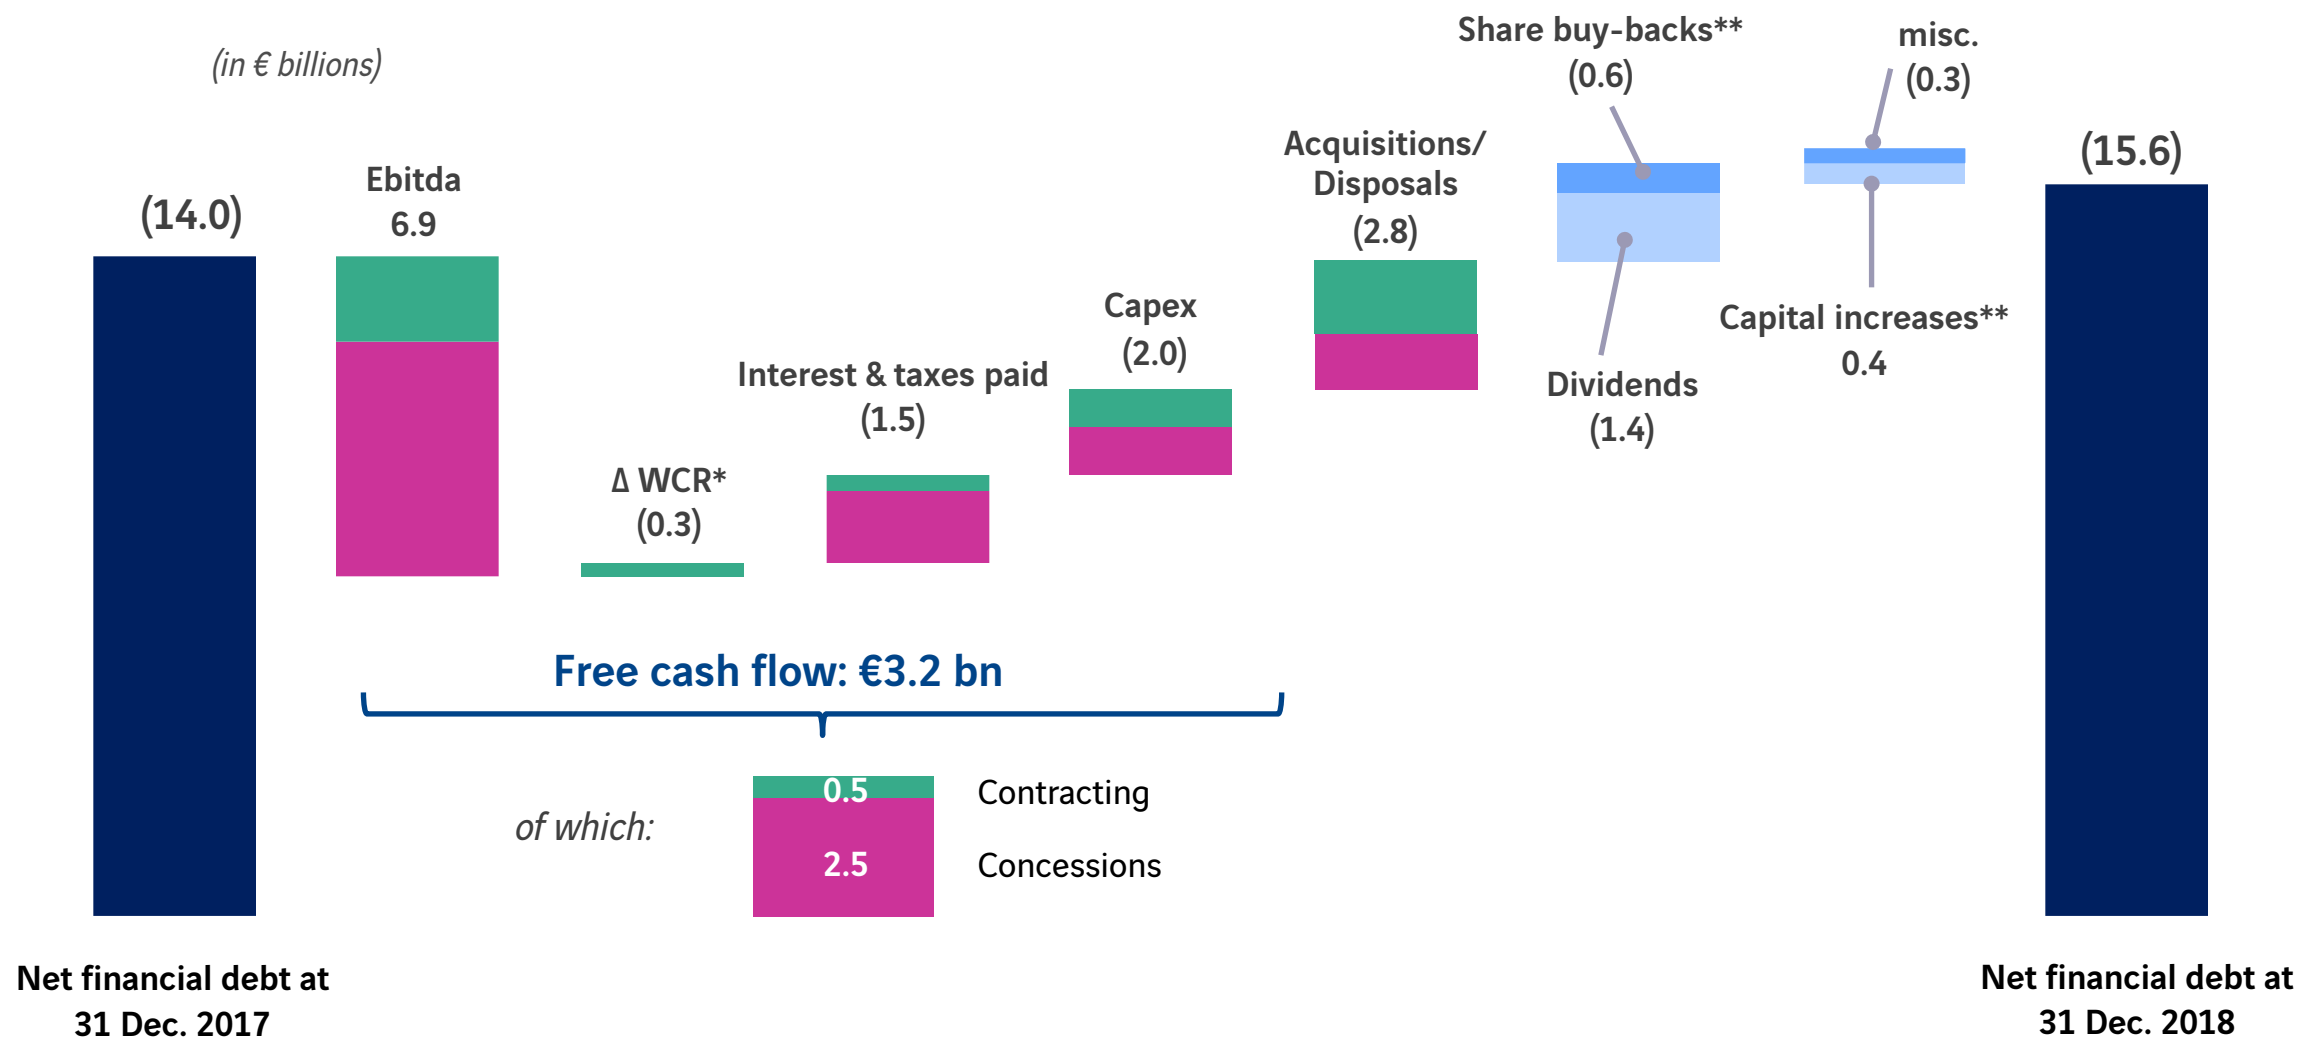 (in € billions)
(14.0)
Ebitda
6.9
Δ WCR*
(0.3)
Interest & taxes paid
(1.5)
Capex
(2.0)
Acquisitions/
Disposals
(2.8)
Share buy-backs**
(0.6)
Dividends
(1.4)
misc.
(0.3)
Capital increases**
0.4
(15.6)
Free cash flow: €3.2 bn
of which:
0.5
Contracting
2.5
Concessions
Net financial debt at
31 Dec. 2017
Net financial debt at
31 Dec. 2018